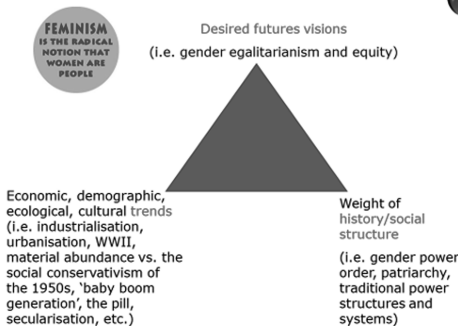 FEMINISM
IS THE RADICAL
NOTION THAT
WOMEN ARE
PEOPLE
Desired futures visions
(i.e. gender egalitarianism and equity)
Economic, demographic,
ecological, cultural trends
(i.e. industrialisation,
urbanisation, WWII,
material abundance vs. the
social conservativism of
the 1950s, ‘baby boom
generation’, the pill,
secularisation, etc.)
Weight of
history/social
structure
(i.e. gender power
order, patriarchy,
traditional power
structures and
systems)